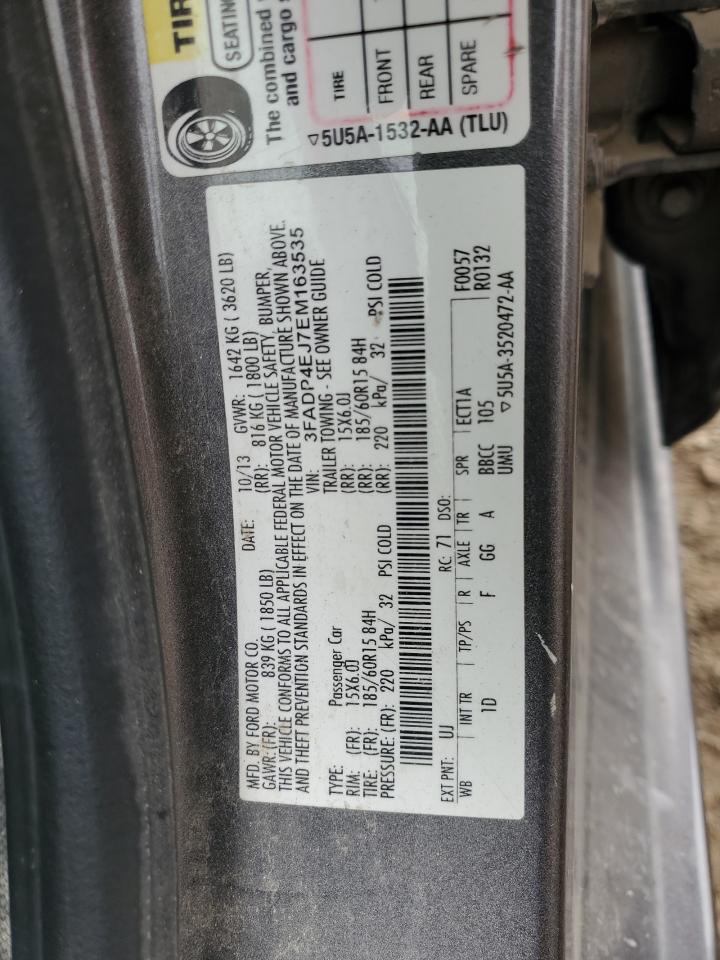 TIR
SEATING
The combined
and cargo
TIRE
FRONT
REAR
SPARE
▽5U5A-1532-AA (TLU)
MFD. BY FORD MOTOR CO. DATE: 10/13 GVWR: 1642 KG ( 3620 LB)
GAWR: (FR): 839 KG ( 1850 LB) (RR): 816 KG ( 1800 LB)
THIS VEHICLE CONFORMS TO ALL APPLICABLE FEDERAL MOTOR VEHICLE SAFETY, BUMPER,
AND THEFT PREVENTION STANDARDS IN EFFECT ON THE DATE OF MANUFACTURE SHOWN ABOVE.
VIN: 3FADP4EJ7EM163535
TYPE: Passenger Car TRAILER TOWING - SEE OWNER GUIDE
RIM: (FR): 15X6.0J (RR): 15X6.0J
TIRE: (FR): 185/60R15 84H (RR): 185/60R15 84H
PRESSURE: (FR): 220 kPa/ 32 PSI COLD (RR): 220 kPa/ 32 PSI COLD
EXT PNT: UJ RC: 71 DSO: F0057
WB INT TR TP/PS R AXLE TR SPR ECT1A R0132
1D F GG A BBCC 105
UMU ▽5U5A-3520472-AA